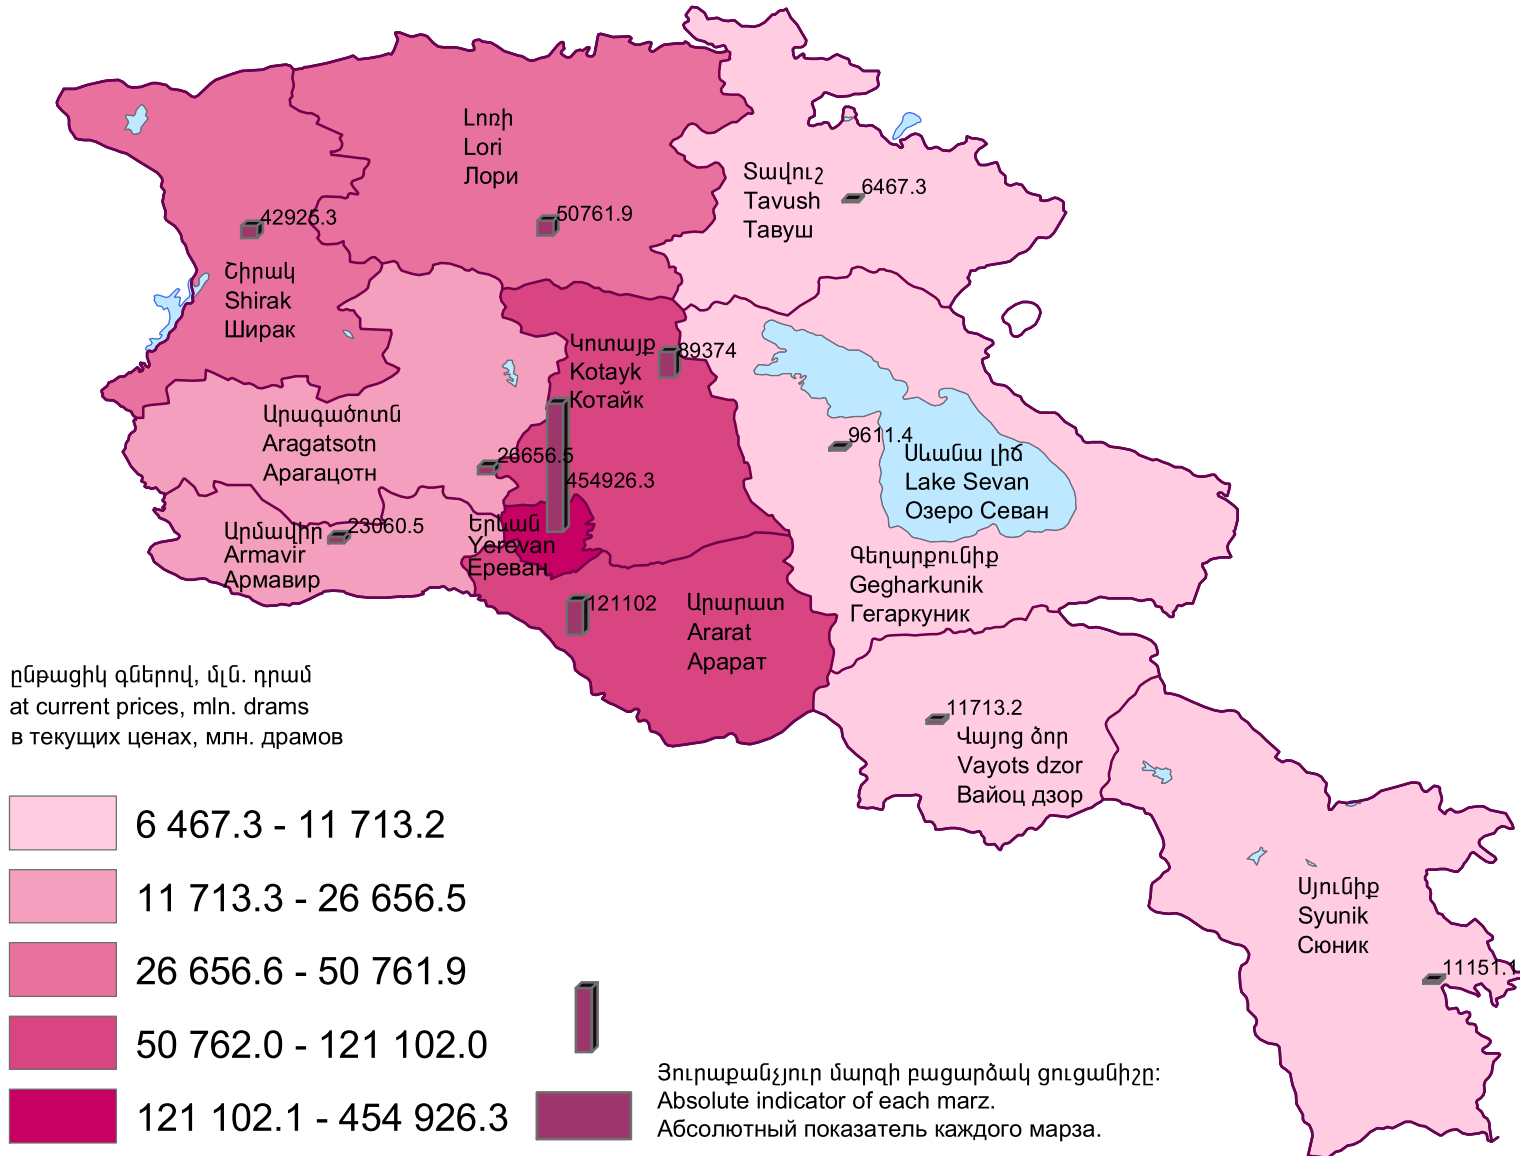 Լոռի
Lori
Лори
Տավուշ
Tavush
Тавуш
6467.3
42925.3
50761.9
Շիրակ
Shirak
Ширак
Կոտայք
Kotayk
Котайк
89374
Արագածոտն
Aragatsotn
Арагацотн
26656.5
454926.3
9611.4
Սևանա լիճ
Lake Sevan
Озеро Севан
Արմավիր
Armavir
Армавир
23060.5
Երևան
Yerevan
Ереван
Գեղարքունիք
Gegharkunik
Гегаркуник
121102
Արարատ
Ararat
Арарат
11713.2
Վայոց ձոր
Vayots dzor
Вайоц дзор
Սյունիք
Syunik
Сюник
11151.1
ընթացիկ գներով, մլն. դրամ
at current prices, mln. drams
в текущих ценах, млн. драмов
6 467.3 - 11 713.2
11 713.3 - 26 656.5
26 656.6 - 50 761.9
50 762.0 - 121 102.0
121 102.1 - 454 926.3
Յուրաքանչյուր մարզի բացարձակ ցուցանիշը:
Absolute indicator of each marz.
Абсолютный показатель каждого марза.